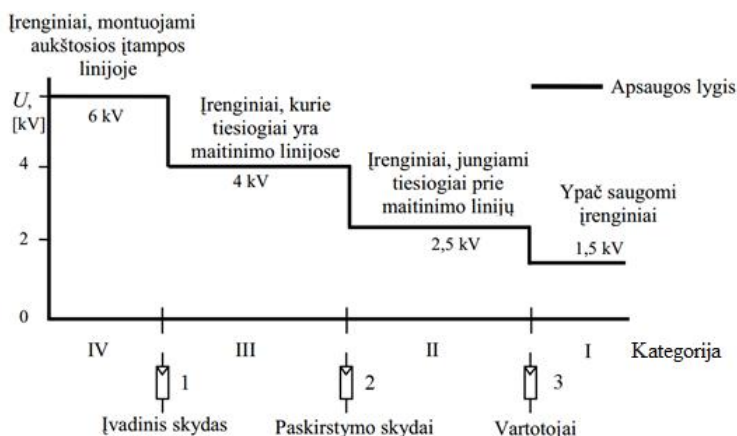 Įrenginiai, montuojami
aukštosios įtampos
linijoje
U,
[kV]
6 kV
Įrenginiai, kurie
tiesiogiai yra
maitinimo linijose
Apsaugos lygis
4
4 kV
Įrenginiai, jungiami
tiesiogiai prie
maitinimo linijų
Ypač saugomi
įrenginiai
2
2,5 kV
1,5 kV
0
IV
III
II
I
Kategorija
1
2
3
Įvadinis skydas
Paskirstymo skydai
Vartotojai